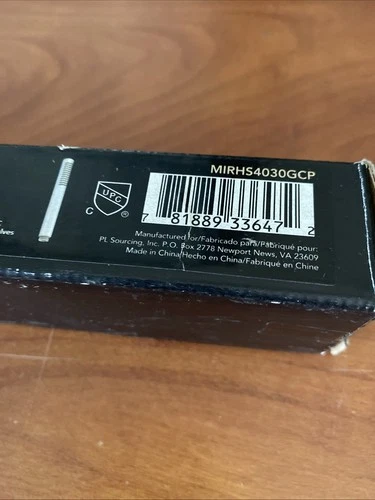 MIRHS4030GCP
UPC
C
7 81889 33647 2
Manufactured for/Fabricado para/Fabriqué pour:
PL Sourcing, Inc. P.O. Box 2778 Newport News, VA 23609
Made in China/Hecho en China/Fabriqué en Chine